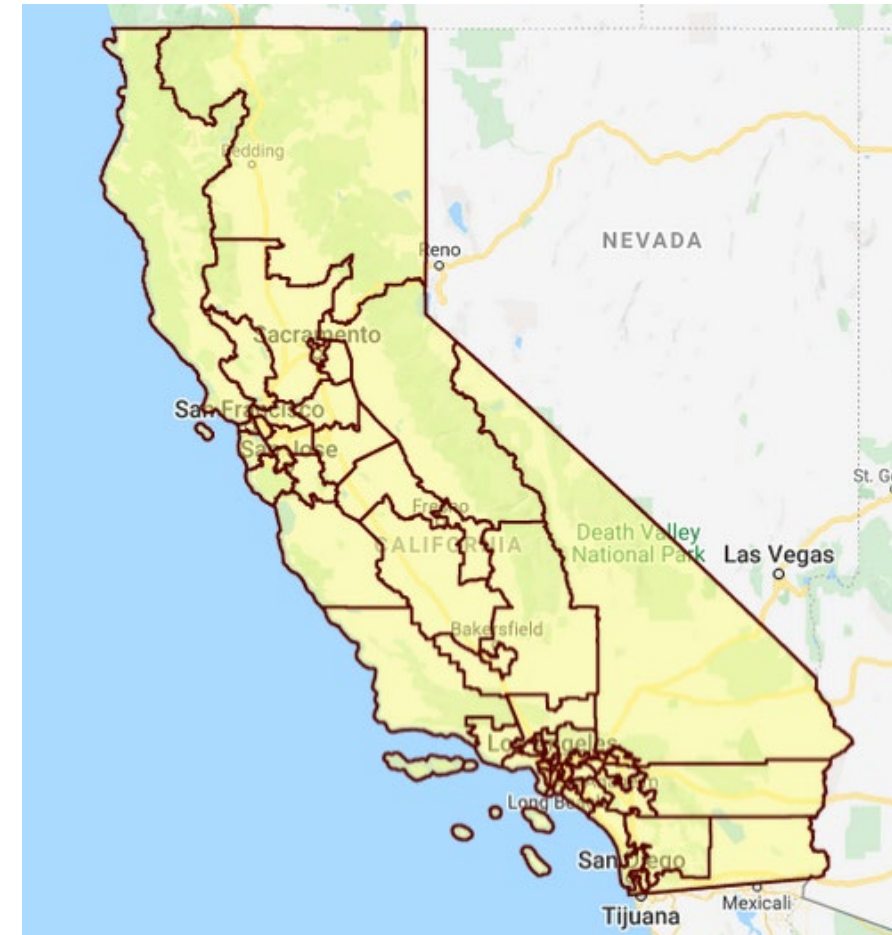 Redding
Reno
NEVADA
Sacramento
San Francisco
San Jose
St. G
Fresno
CALIFORNIA
Death Valley
National Park
Las Vegas
Bakersfield
Los Angeles
Long Beach
San Diego
Mexicali
Tijuana